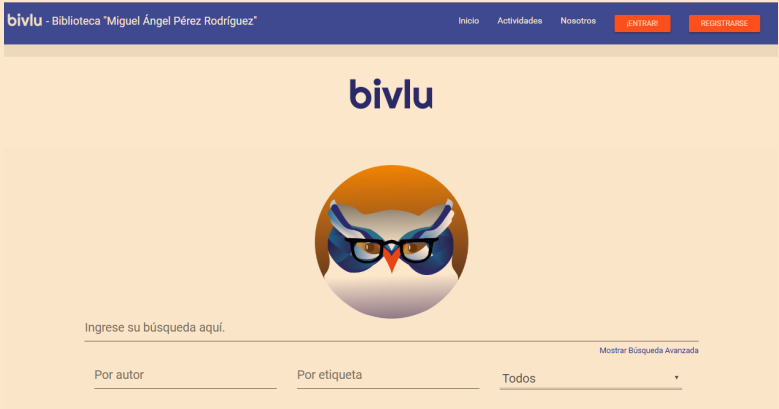 bivlu - Biblioteca "Miguel Ángel Pérez Rodríguez" Inicio Actividades Nosotros ¡ENTRAR! REGISTRARSE
bivlu
Ingrese su búsqueda aquí.
Mostrar Búsqueda Avanzada
Por autor Por etiqueta Todos